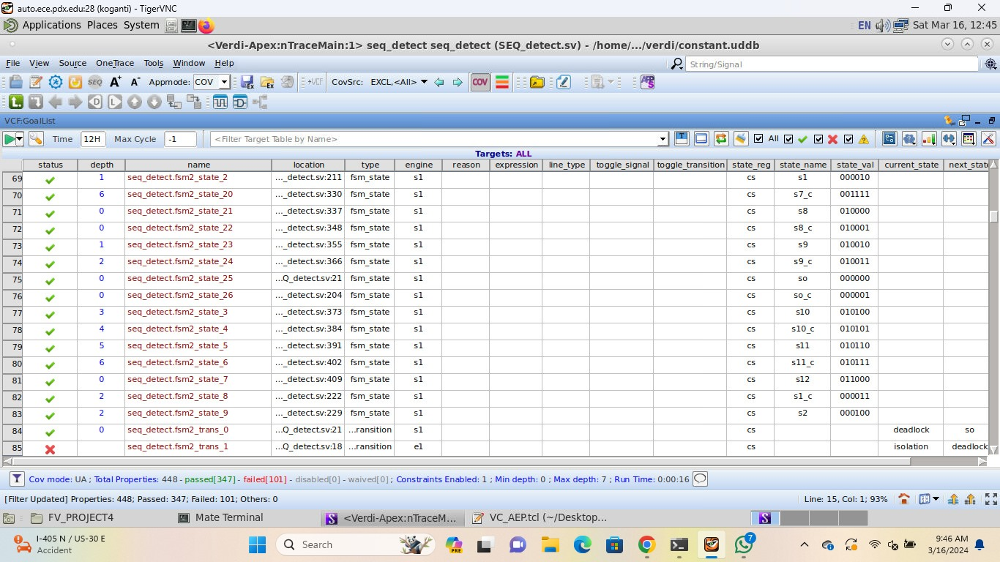 auto.ece.pdx.edu:28 (koganti) - TigerVNC
Applications Places System EN Sat Mar 16, 12:45
<Verdi-Apex:nTraceMain:1> seq_detect seq_detect (SEQ_detect.sv) - /home/.../verdi/constant.uddb
File View Source OneTrace Tools Window Help String/Signal
SEQ A+ A- Appmode: COV Ex Ex →VCF CovSrc: EXCL,<All> COV
VCF:GoalList
Time 12H Max Cycle -1 <Filter Target Table by Name> All
Targets: ALL
status depth name location type engine reason expression line_type toggle_signal toggle_transition state_reg state_name state_val current_state next_state
69 1 seq_detect.fsm2_state_2 ..._detect.sv:211 fsm_state s1 cs s1 000010
70 6 seq_detect.fsm2_state_20 ..._detect.sv:330 fsm_state s1 cs s7_c 001111
71 0 seq_detect.fsm2_state_21 ..._detect.sv:337 fsm_state s1 cs s8 010000
72 0 seq_detect.fsm2_state_22 ..._detect.sv:348 fsm_state s1 cs s8_c 010001
73 1 seq_detect.fsm2_state_23 ..._detect.sv:355 fsm_state s1 cs s9 010010
74 2 seq_detect.fsm2_state_24 ..._detect.sv:366 fsm_state s1 cs s9_c 010011
75 0 seq_detect.fsm2_state_25 ...Q_detect.sv:21 fsm_state s1 cs so 000000
76 0 seq_detect.fsm2_state_26 ..._detect.sv:204 fsm_state s1 cs so_c 000001
77 3 seq_detect.fsm2_state_3 ..._detect.sv:373 fsm_state s1 cs s10 010100
78 4 seq_detect.fsm2_state_4 ..._detect.sv:384 fsm_state s1 cs s10_c 010101
79 5 seq_detect.fsm2_state_5 ..._detect.sv:391 fsm_state s1 cs s11 010110
80 6 seq_detect.fsm2_state_6 ..._detect.sv:402 fsm_state s1 cs s11_c 010111
81 0 seq_detect.fsm2_state_7 ..._detect.sv:409 fsm_state s1 cs s12 011000
82 2 seq_detect.fsm2_state_8 ..._detect.sv:222 fsm_state s1 cs s1_c 000011
83 2 seq_detect.fsm2_state_9 ..._detect.sv:229 fsm_state s1 cs s2 000100
84 0 seq_detect.fsm2_trans_0 ...Q_detect.sv:21 ...ransition s1 cs deadlock so
85 seq_detect.fsm2_trans_1 ...Q_detect.sv:18 ...ransition e1 cs isolation deadlock
Cov mode: UA ; Total Properties: 448 - passed[347] - failed[101] - disabled[0] - waived[0] ; Constraints Enabled: 1 ; Min depth: 0 ; Max depth: 7 ; Run Time: 0:00:16
[Filter Updated] Properties: 448; Passed: 347; Failed: 101; Others: 0 Line: 15, Col: 1; 93%
FV_PROJECT4 Mate Terminal <Verdi-Apex:nTraceM... VC_AEP.tcl (~/Desktop...
I-405 N / US-30 E Search PRE 7 9:46 AM
Accident 3/16/2024